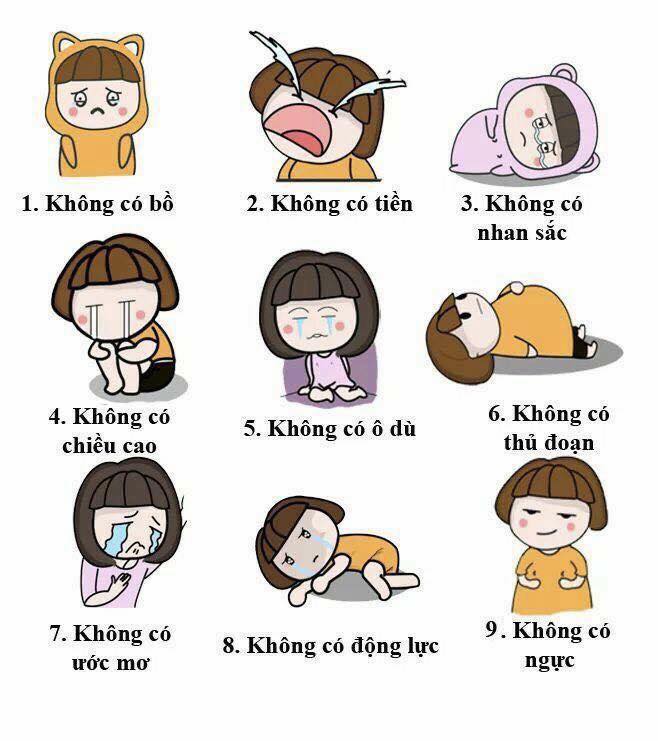 1. Không có bồ
2. Không có tiền
3. Không có
nhan sắc
4. Không có
chiều cao
5. Không có ô dù
6. Không có
thủ đoạn
7. Không có
ước mơ
8. Không có động lực
9. Không có
ngực